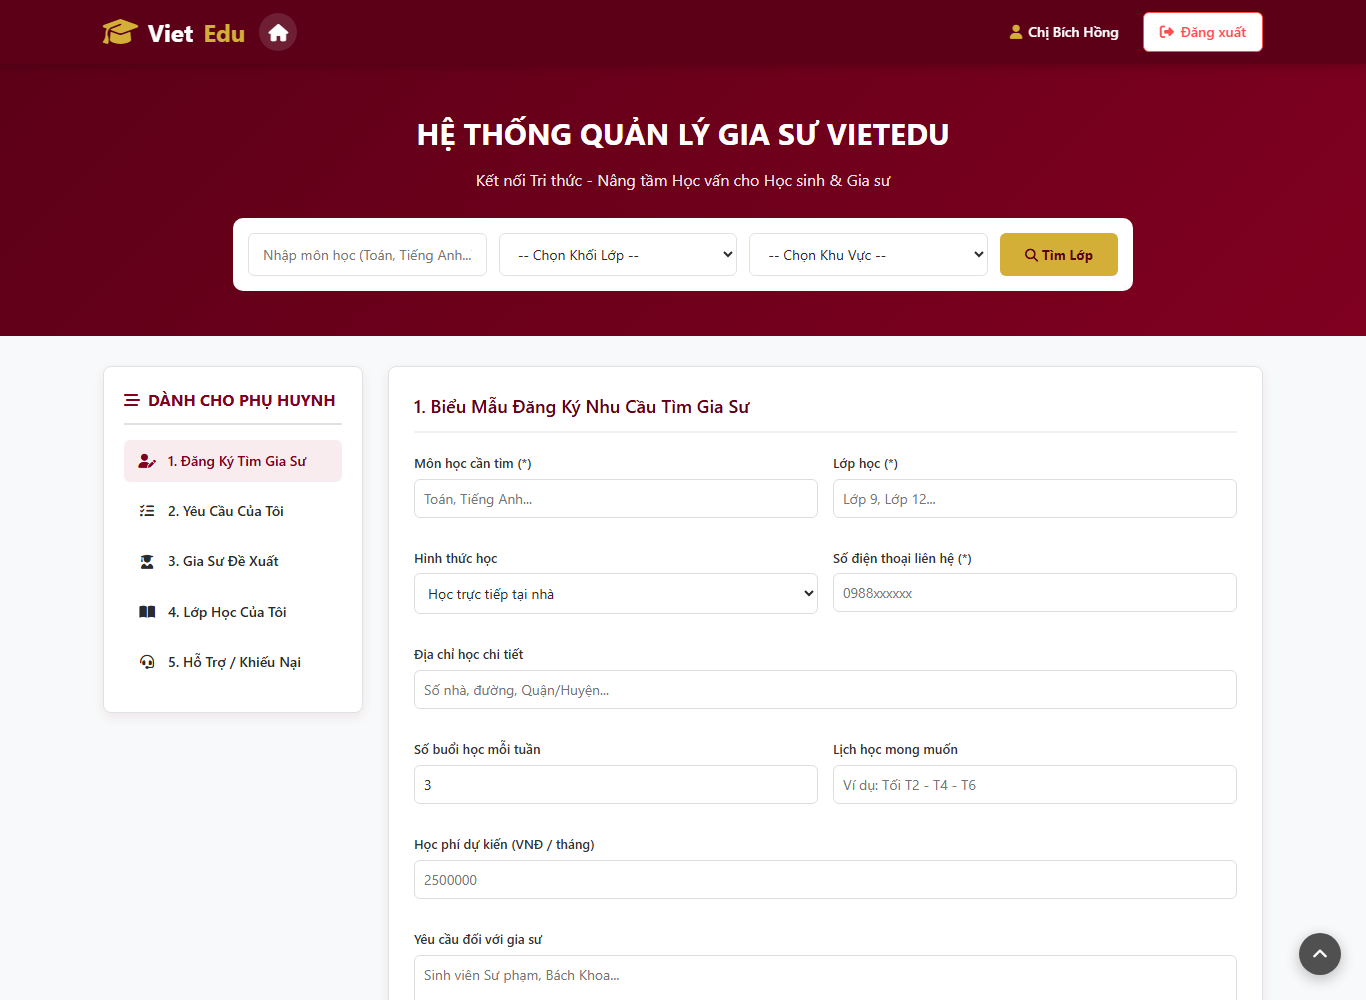 Viet Edu
Chị Bích Hồng
Đăng xuất
HỆ THỐNG QUẢN LÝ GIA SƯ VIETEDU
Kết nối Tri thức - Nâng tầm Học vấn cho Học sinh & Gia sư
Nhập môn học (Toán, Tiếng Anh...
-- Chọn Khối Lớp --
-- Chọn Khu Vực --
Tìm Lớp
DÀNH CHO PHỤ HUYNH
1. Đăng Ký Tìm Gia Sư
2. Yêu Cầu Của Tôi
3. Gia Sư Đề Xuất
4. Lớp Học Của Tôi
5. Hỗ Trợ / Khiếu Nại
1. Biểu Mẫu Đăng Ký Nhu Cầu Tìm Gia Sư
Môn học cần tìm (*)
Lớp học (*)
Toán, Tiếng Anh...
Lớp 9, Lớp 12...
Hình thức học
Số điện thoại liên hệ (*)
Học trực tiếp tại nhà
0988xxxxxx
Địa chỉ học chi tiết
Số nhà, đường, Quận/Huyện...
Số buổi học mỗi tuần
Lịch học mong muốn
3
Ví dụ: Tối T2 - T4 - T6
Học phí dự kiến (VNĐ / tháng)
2500000
Yêu cầu đối với gia sư
Sinh viên Sư phạm, Bách Khoa...